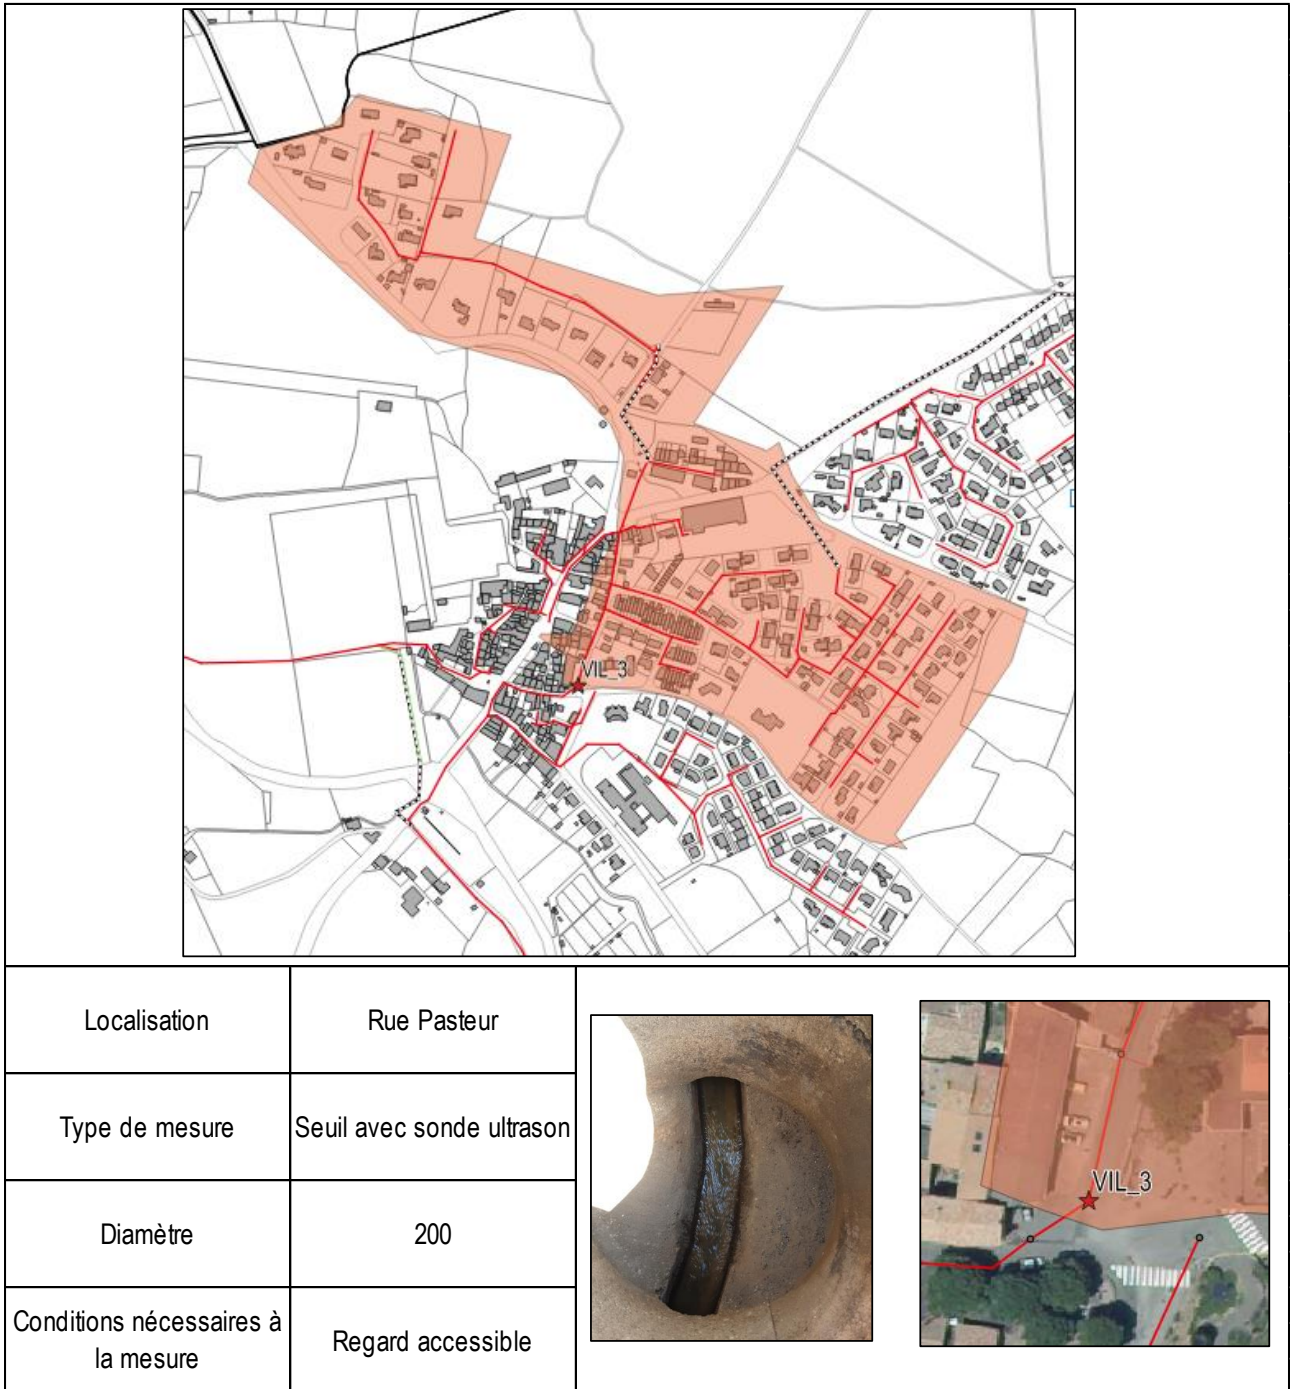 VIL_3
Localisation
Rue Pasteur
Type de mesure
Seuil avec sonde ultrason
Diamètre
200
Conditions nécessaires à
la mesure
Regard accessible
VIL_3